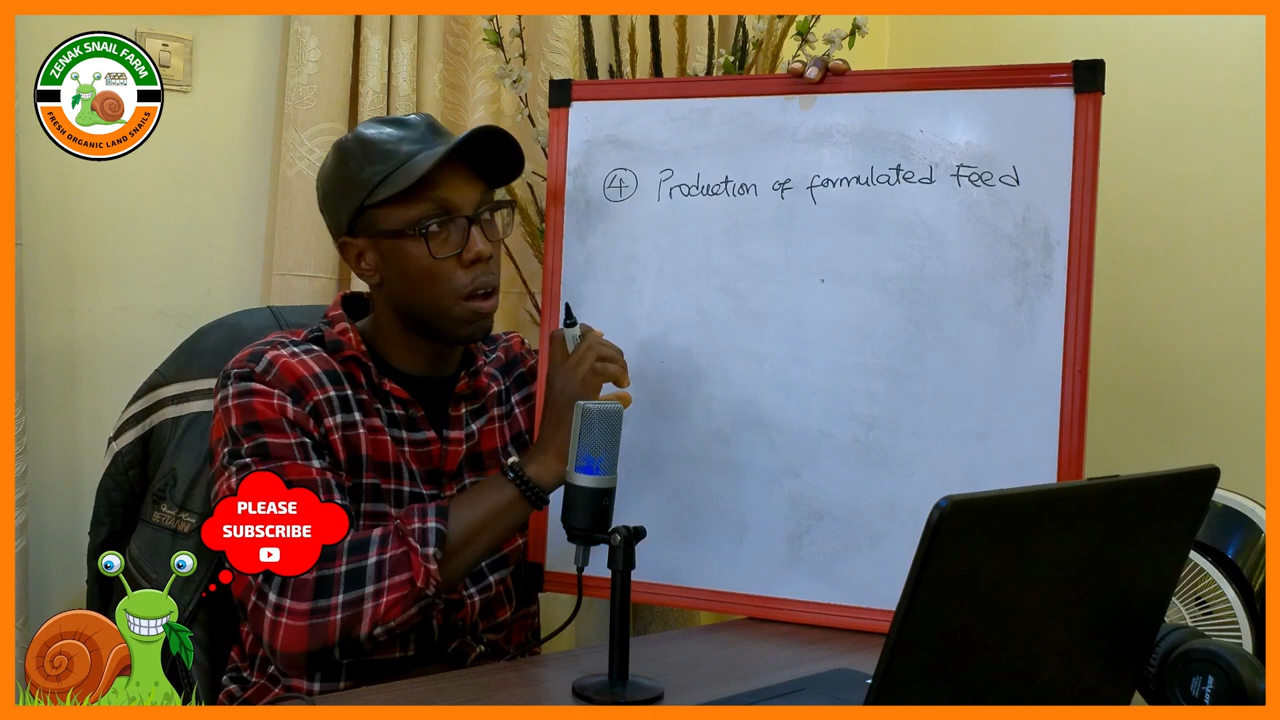 ZENAK SNAIL FARM
FRESH ORGANIC LAND SNAILS
④ Production of formulated Feed
PLEASE
SUBSCRIBE